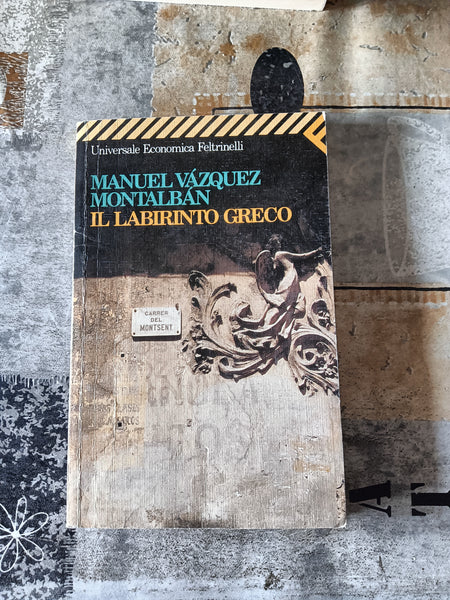 Universale Economica Feltrinelli
MANUEL VÁZQUEZ
MONTALBÁN
IL LABIRINTO GRECO
CARRER
DEL
MONTSENY
A T